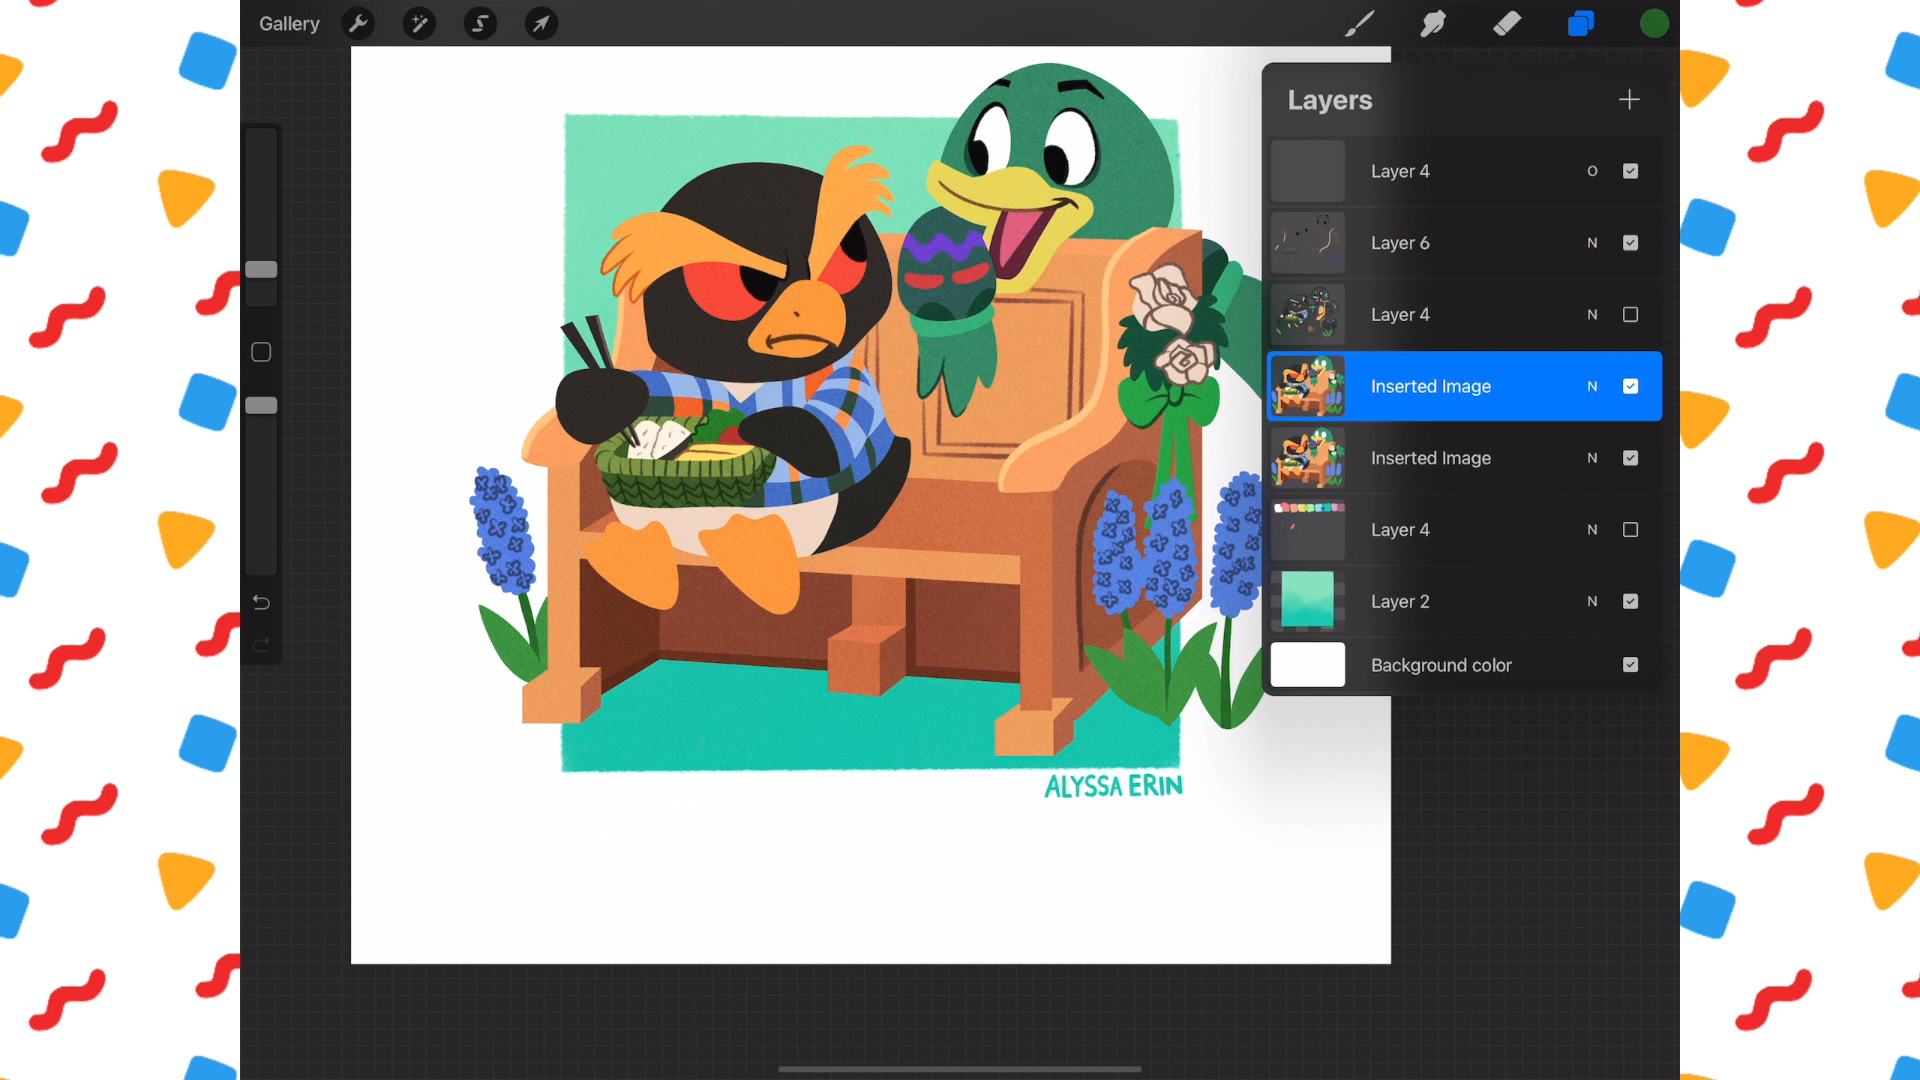 Gallery
Layers
Layer 4 O
Layer 6 N
Layer 4 N
Inserted Image N
Inserted Image N
Layer 4 N
Layer 2 N
Background color
ALYSSA ERIN